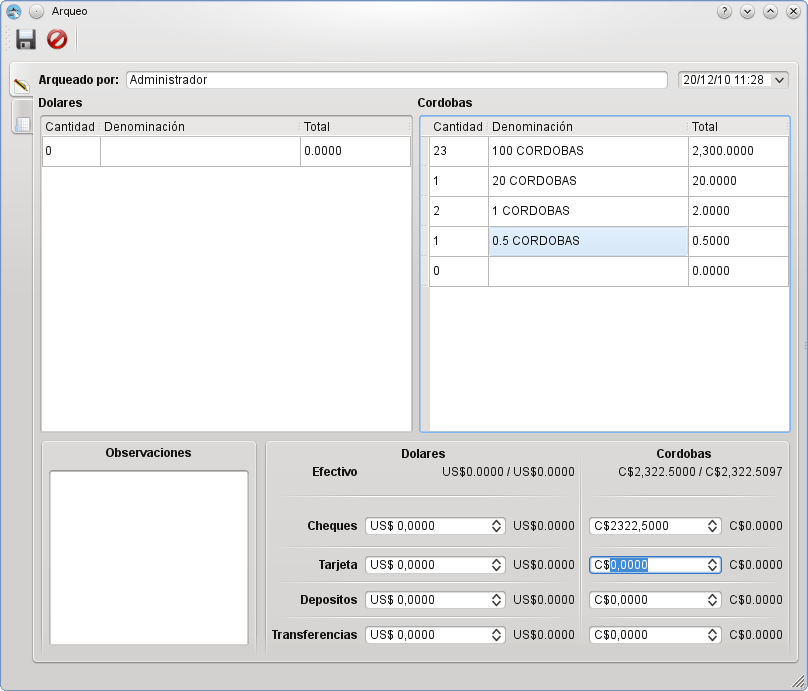 Arqueo
Arqueado por: Administrador 20/12/10 11:28
Dolares
Cantidad Denominación Total
0 0.0000
Cordobas
Cantidad Denominación Total
23 100 CORDOBAS 2,300.0000
1 20 CORDOBAS 20.0000
2 1 CORDOBAS 2.0000
1 0.5 CORDOBAS 0.5000
0 0.0000
Observaciones
Dolares Cordobas
Efectivo US$0.0000 / US$0.0000 C$2,322.5000 / C$2,322.5097
Cheques US$ 0,0000 US$0.0000 C$2322,5000 C$0.0000
Tarjeta US$ 0,0000 US$0.0000 C$0,0000 C$0.0000
Depositos US$ 0,0000 US$0.0000 C$0,0000 C$0.0000
Transferencias US$ 0,0000 US$0.0000 C$0,0000 C$0.0000